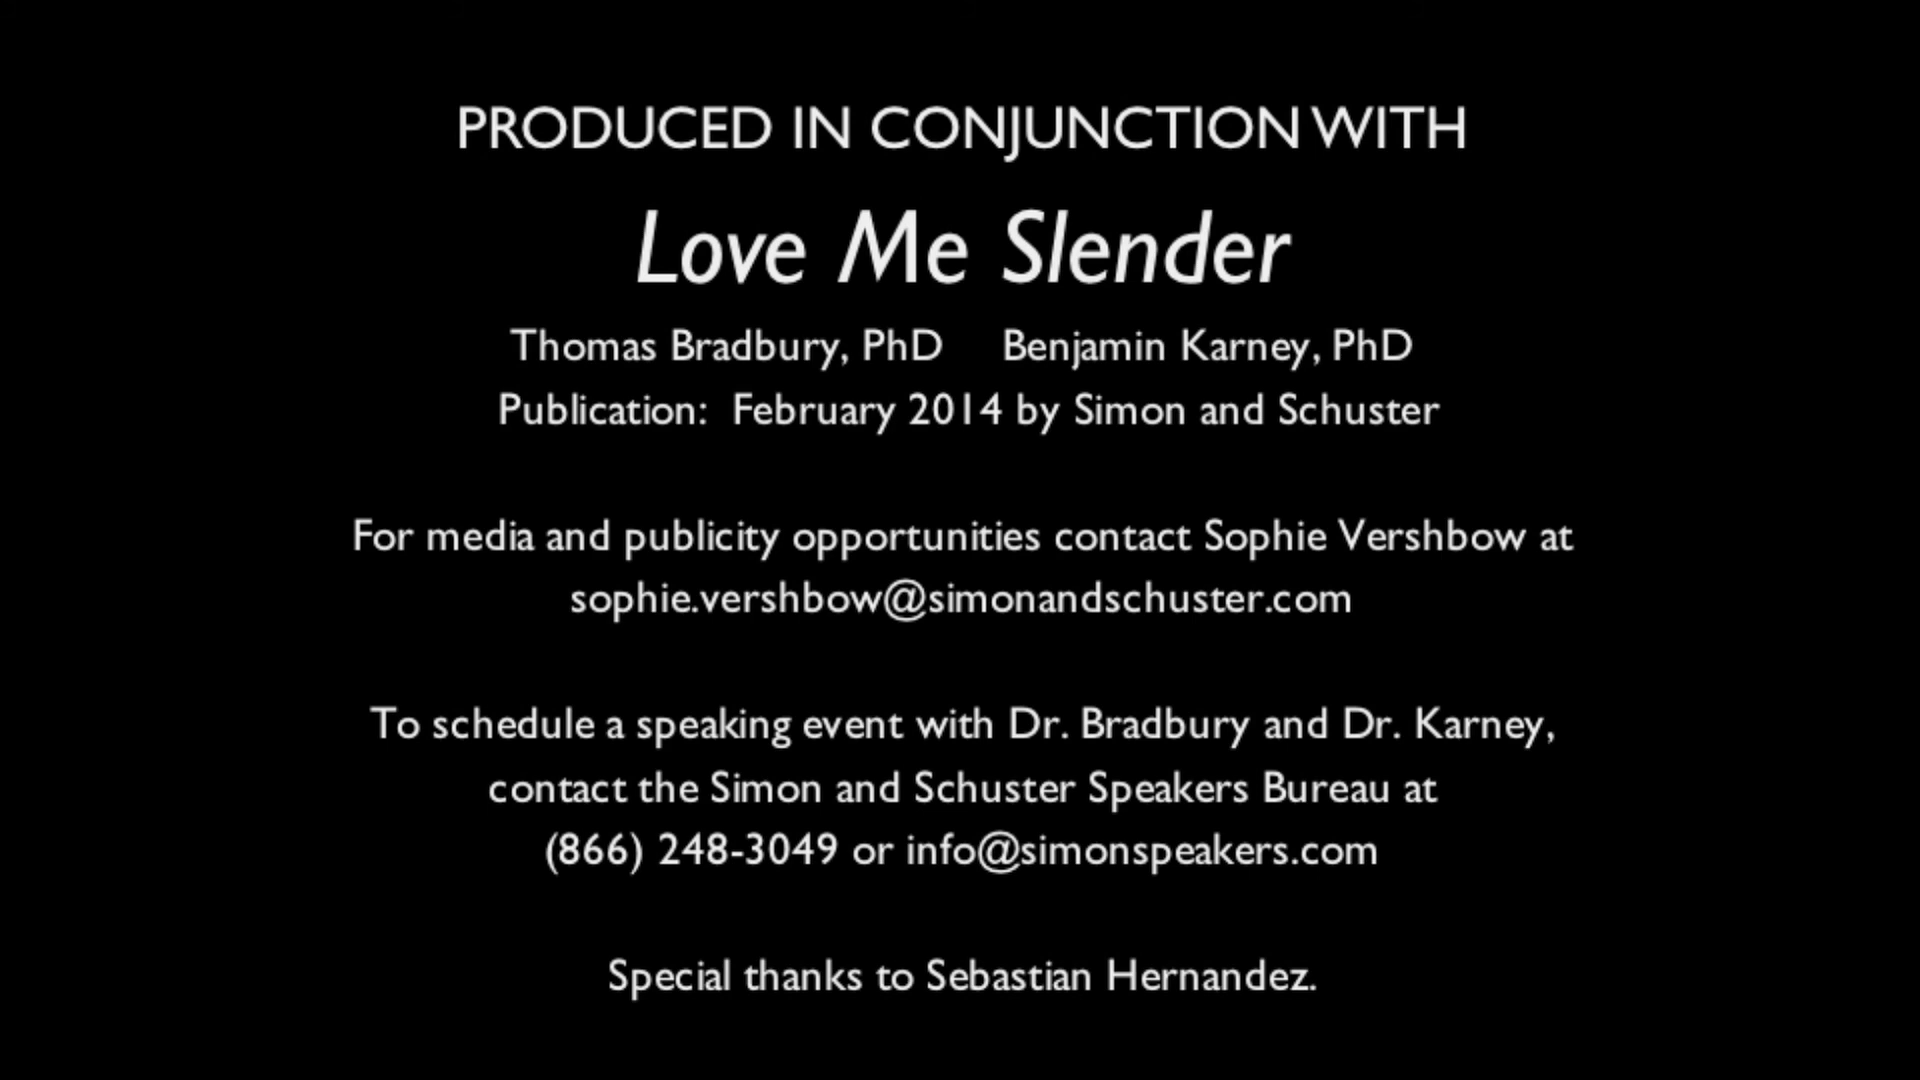 PRODUCED IN CONJUNCTION WITH
Love Me Slender
Thomas Bradbury, PhD Benjamin Karney, PhD
Publication: February 2014 by Simon and Schuster
For media and publicity opportunities contact Sophie Vershbow at
sophie.vershbow@simonandschuster.com
To schedule a speaking event with Dr. Bradbury and Dr. Karney,
contact the Simon and Schuster Speakers Bureau at
(866) 248-3049 or info@simonspeakers.com
Special thanks to Sebastian Hernandez.